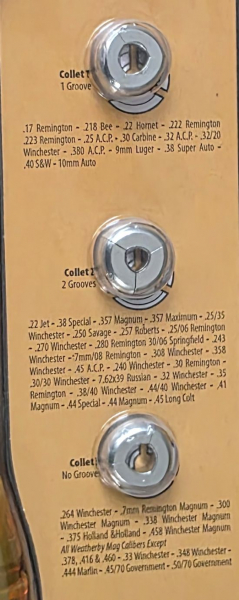 Collet 1
1 Groove
.17 Remington - .218 Bee - .22 Hornet - .222 Remington
.223 Remington - .25 A.C.P. - .30 Carbine - .32 A.C.P. - .32/20
Winchester - .380 A.C.P. - 9mm Luger - .38 Super Auto -
.40 S&W - 10mm Auto
Collet 2
2 Grooves
.22 Jet - .38 Special - .357 Magnum - .357 Maximum - .25/35
Winchester - .250 Savage - .257 Roberts - .25/06 Remington
- .270 Winchester - .280 Remington 30/06 Springfield - .243
Winchester - 7mm/08 Remington - .308 Winchester - .358
Winchester - .45 A.C.P. - .240 Winchester - .30 Remington -
.30/30 Winchester - 7.62x39 Russian - .32 Winchester - .35
Remington - .38/40 Winchester - .44/40 Winchester - .41
Magnum - .44 Special - .44 Magnum - .45 Long Colt
Collet
No Groove
.264 Winchester - .7mm Remington Magnum - .300
Winchester Magnum - .338 Winchester Magnum
- .375 Holland &Holland - .458 Winchester Magnum
All Weatherby Mag Calibers Except
.378, .416 & .460 - .33 Winchester - .348 Winchester -
.444 Marlin - .45/70 Government - .50/70 Government